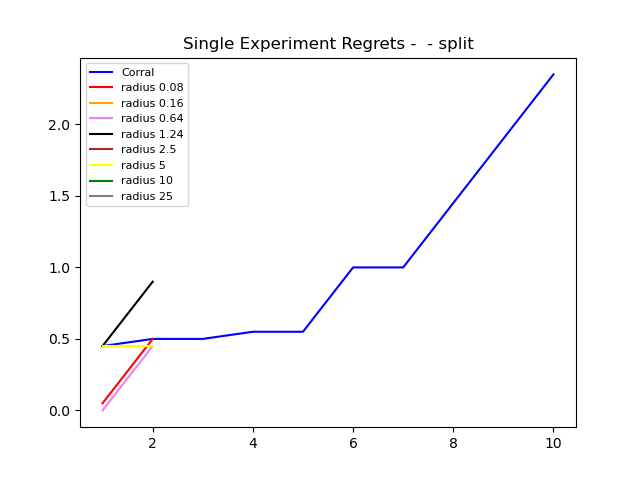 Single Experiment Regrets -  - split
Corral
radius 0.08
radius 0.16
radius 0.64
radius 1.24
radius 2.5
radius 5
radius 10
radius 25
2.0
1.5
1.0
0.5
0.0
2 4 6 8 10